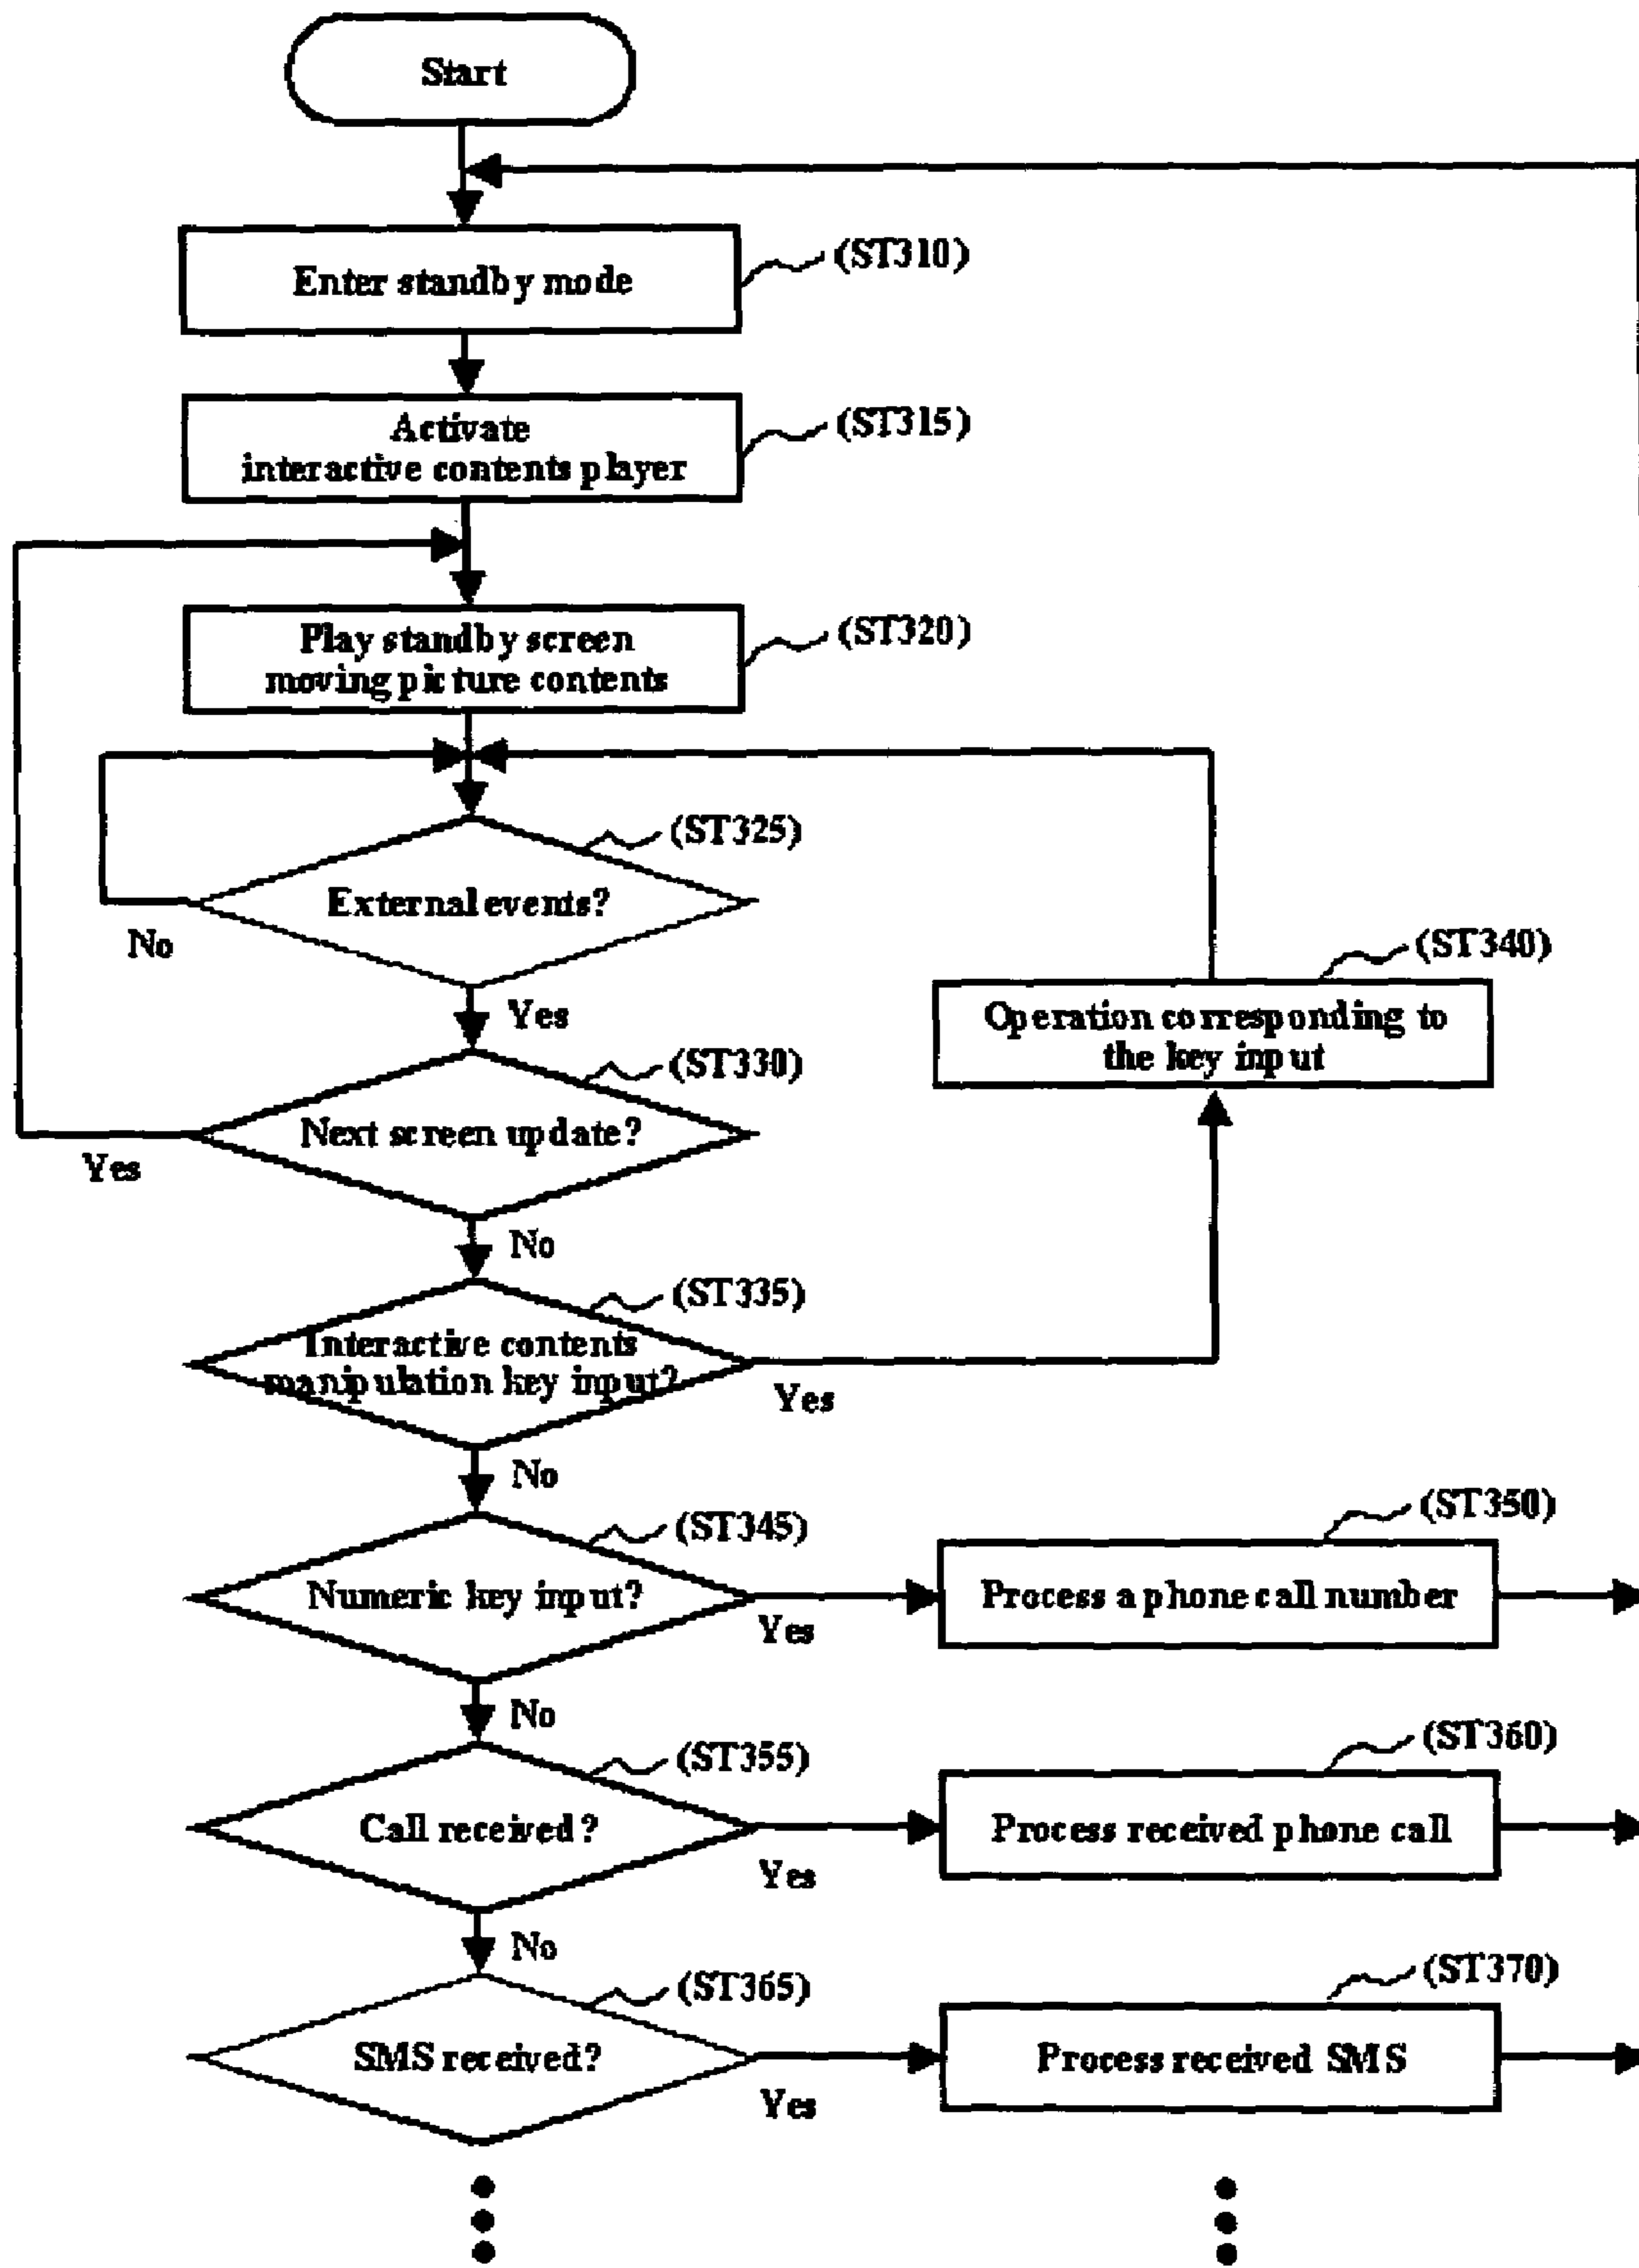 Start
Enter standby mode
(ST310)
Activate
interactive contents player
(ST315)
Play standby screen
moving picture contents
(ST320)
External events?
(ST325)
No
Yes
Operation corresponding to
the key input
(ST340)
Next screen update?
(ST330)
Yes
No
Interactive contents
manipulation key input?
(ST335)
Yes
No
Numeric key input?
(ST345)
Yes
Process a phone call number
(ST350)
No
Call received?
(ST355)
Yes
Process received phone call
(ST360)
No
SMS received?
(ST365)
Yes
Process received SMS
(ST370)